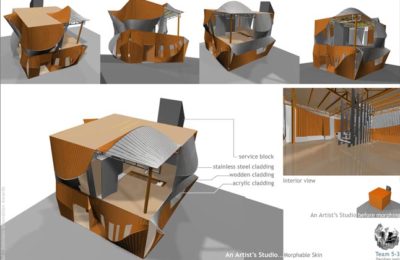 service block
stainless steel cladding
wodden cladding
acrylic cladding
interior view
An Artist's Studio before morphing
An Artist's Studio.. Morphable Skin
Team 5-3